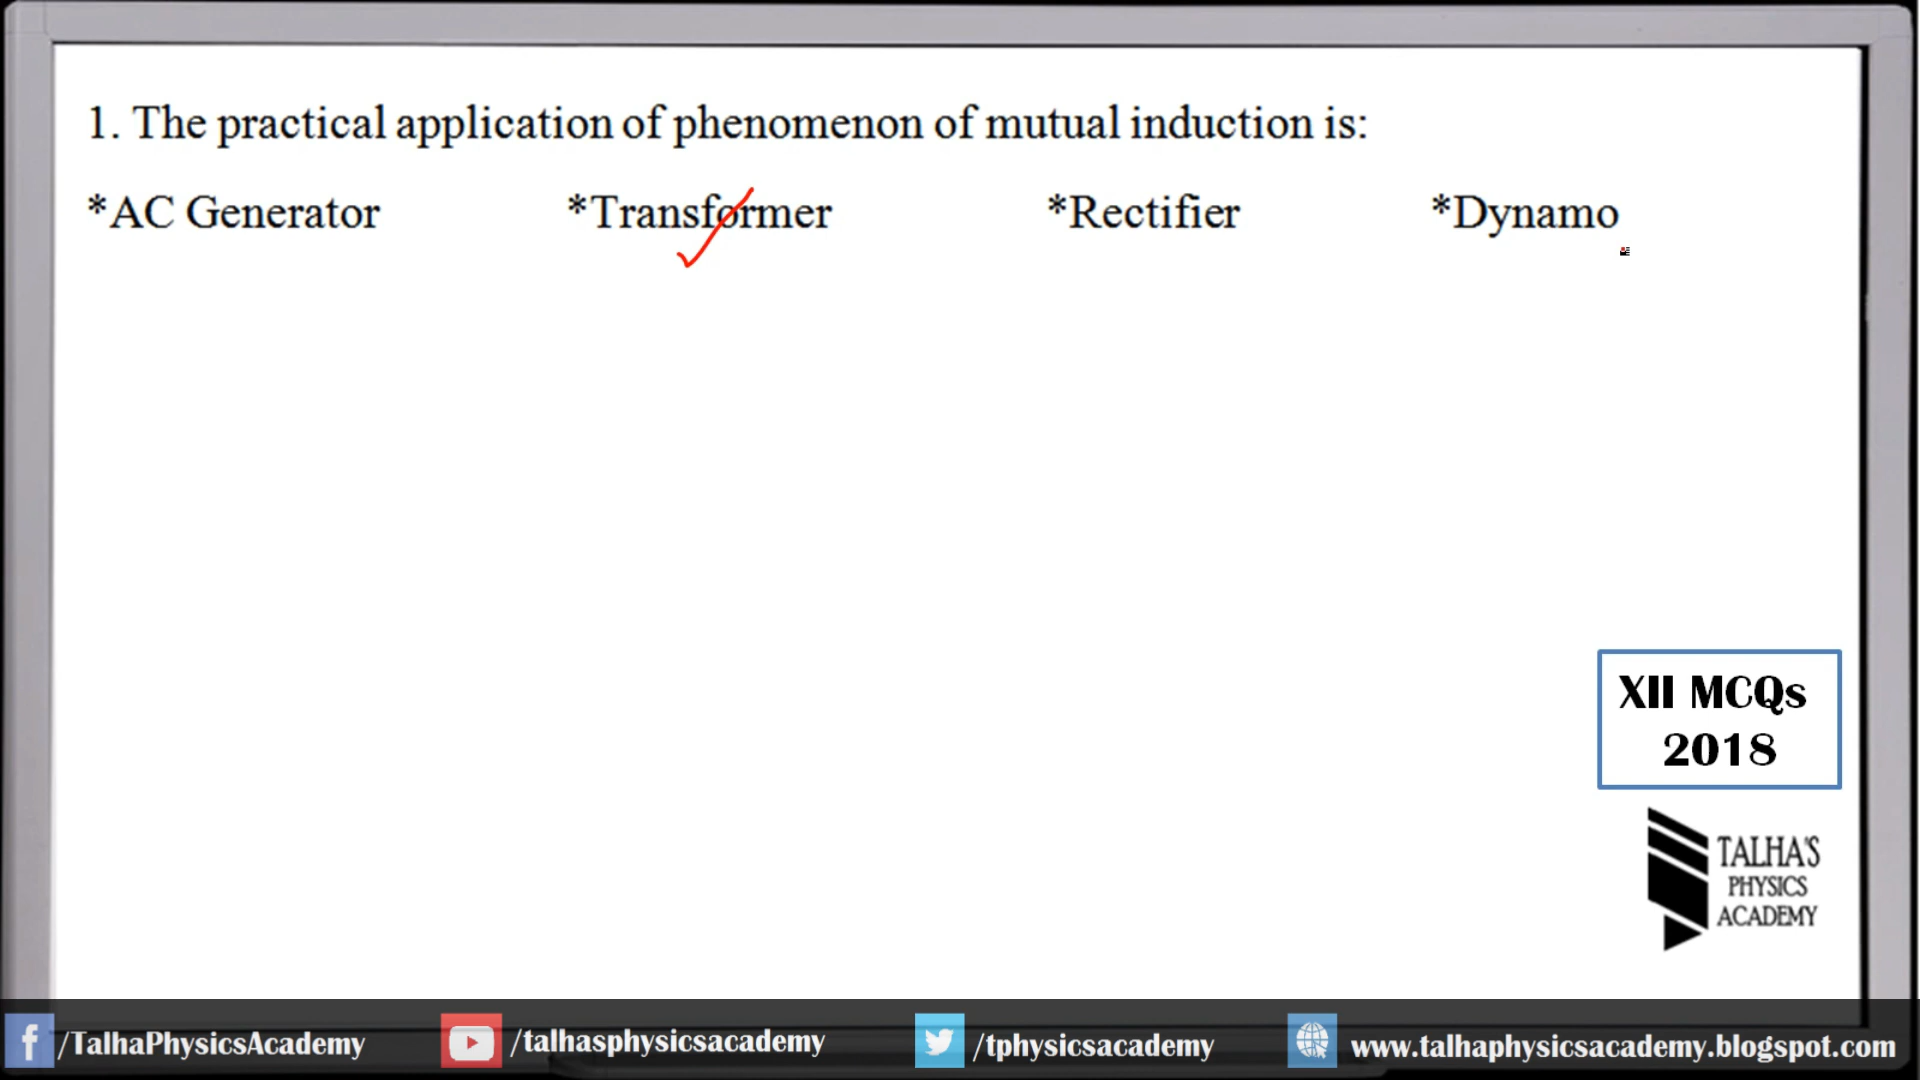 1. The practical application of phenomenon of mutual induction is:
*AC Generator *Transformer *Rectifier *Dynamo
XII MCQs
2018
TALHA'S
PHYSICS
ACADEMY
/TalhaPhysicsAcademy /talhasphysicsacademy /tphysicsacademy www.talhaphysicsacademy.blogspot.com